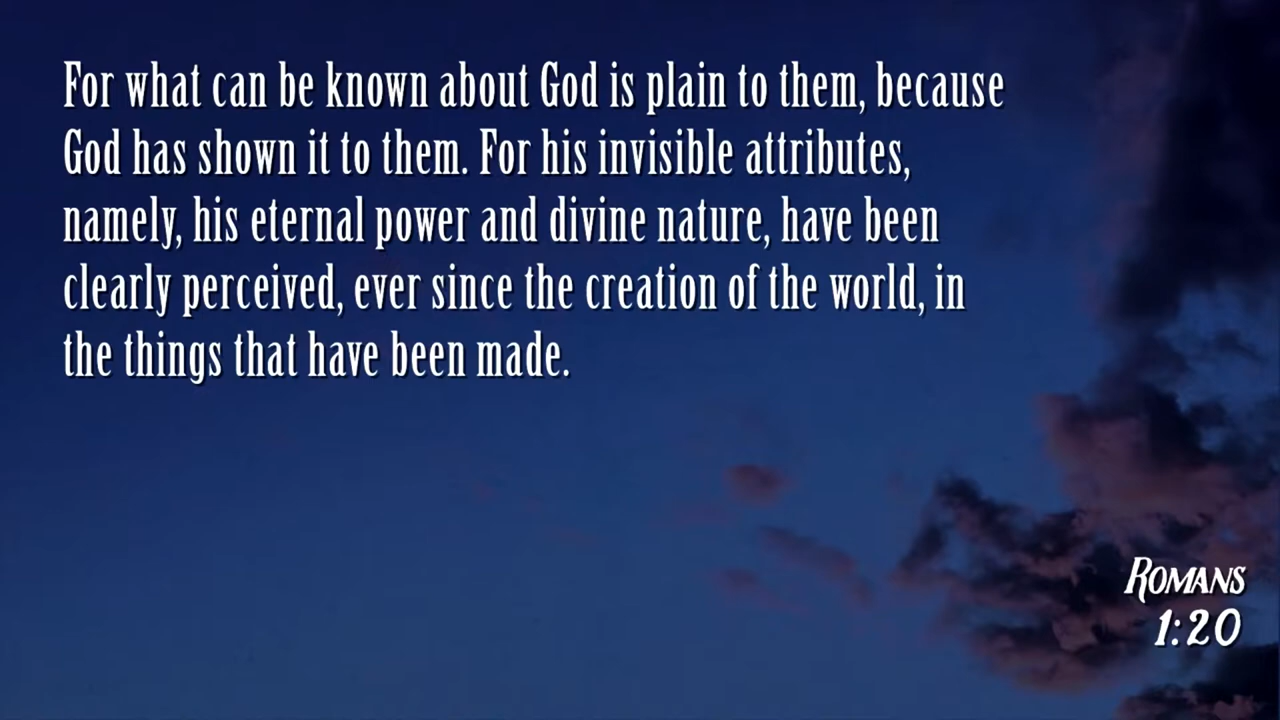 For what can be known about God is plain to them, because
God has shown it to them. For his invisible attributes,
namely, his eternal power and divine nature, have been
clearly perceived, ever since the creation of the world, in
the things that have been made.
Romans
1:20